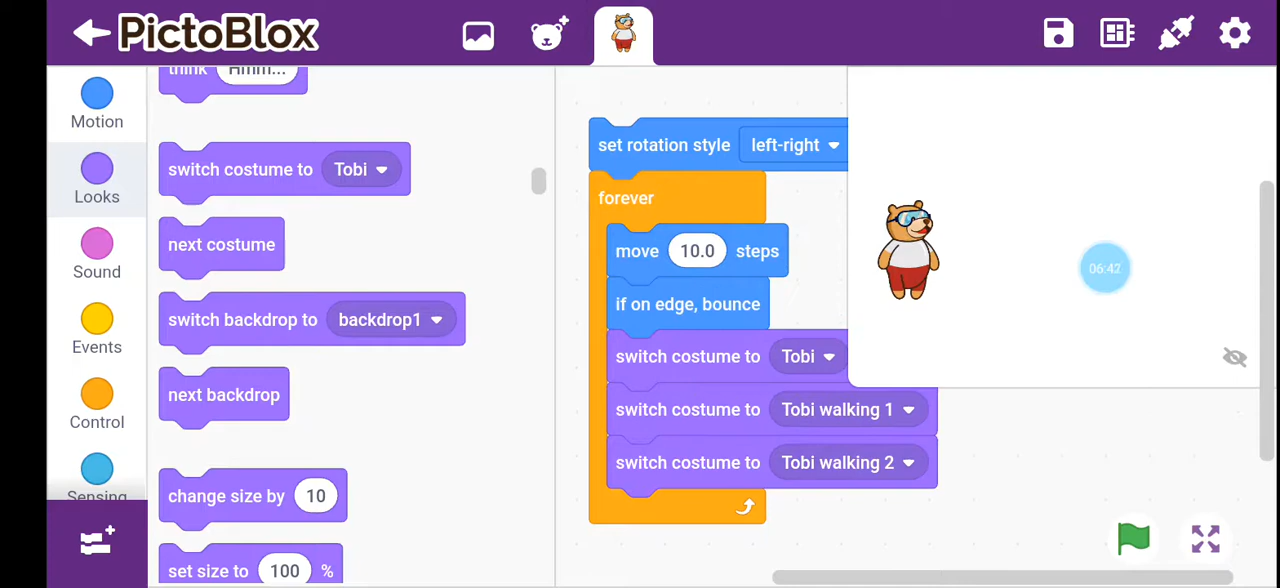 PictoBlox
Motion
Looks
Sound
Events
Control
Sensing
think Hmm...
switch costume to Tobi
next costume
switch backdrop to backdrop1
next backdrop
change size by 10
set size to 100 %
set rotation style left-right
forever
move 10.0 steps
if on edge, bounce
switch costume to Tobi
switch costume to Tobi walking 1
switch costume to Tobi walking 2
06:42